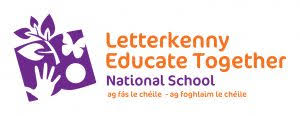 Letterkenny
Educate Together
National School
ag fás le chéile - ag foghlaim le chéile